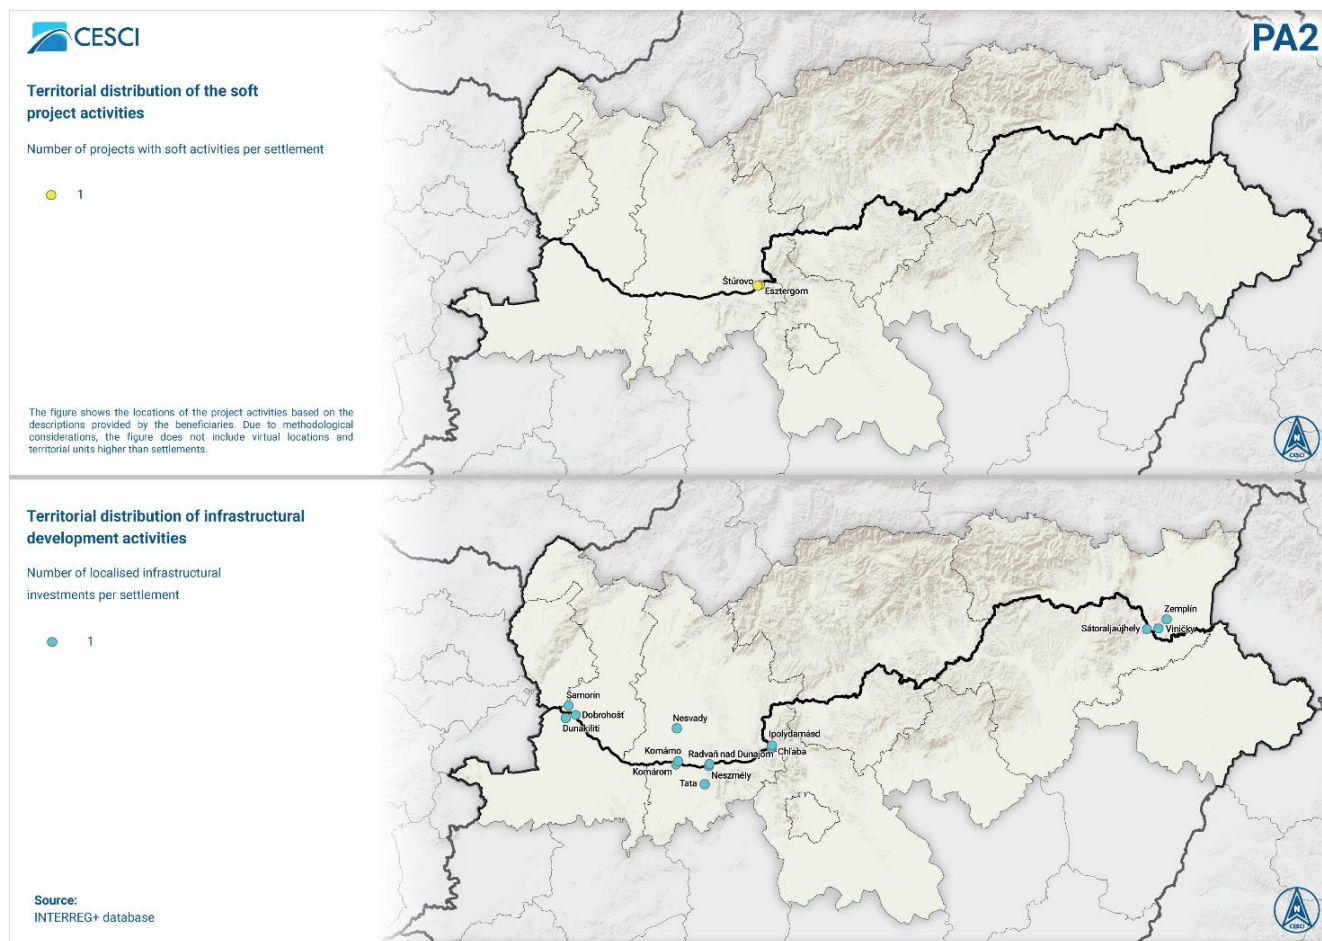 CESCI
PA2
Territorial distribution of the soft
project activities
Number of projects with soft activities per settlement
1
Štúrovo
Esztergom
The figure shows the locations of the project activities based on the
descriptions provided by the beneficiaries. Due to methodological
considerations, the figure does not include virtual locations and
territorial units higher than settlements.
N
CESCI
Territorial distribution of infrastructural
development activities
Number of localised infrastructural
investments per settlement
1
Zemplín
Sátoraljaújhely
Viničky
Šamorín
Dobrohošť
Dunakiliti
Nesvady
Ipolydamásd
Chľaba
Komárno
Radvaň nad Dunajom
Komárom
Neszmély
Tata
Source:
INTERREG+ database
N
CESCI